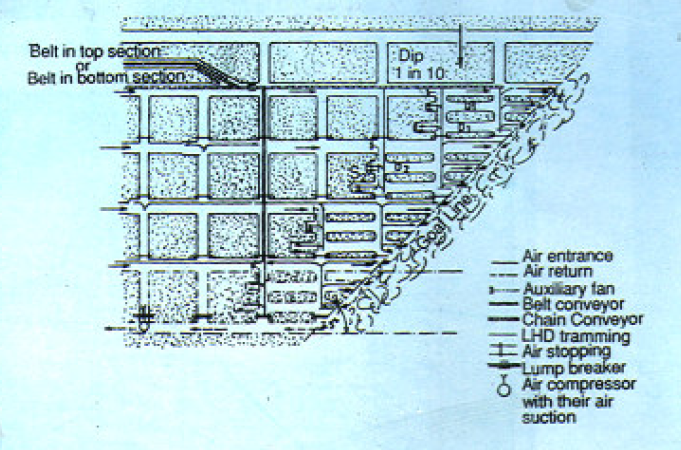 Belt in top section
or
Belt in bottom section
Dip
1 in 10
Goal Line
Air entrance
Air return
Auxiliary fan
Belt conveyor
Chain Conveyor
LHD tramming
Air stopping
Lump breaker
Air compressor
with their air
suction